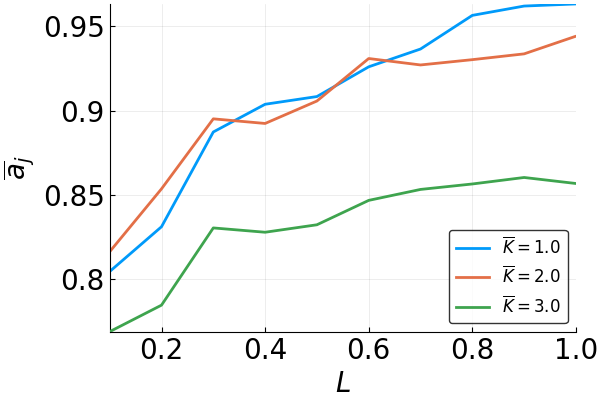 0.95
0.9
0.85
0.8
a̅ⱼ
0.2 0.4 0.6 0.8 1.0
L
K̅ = 1.0
K̅ = 2.0
K̅ = 3.0